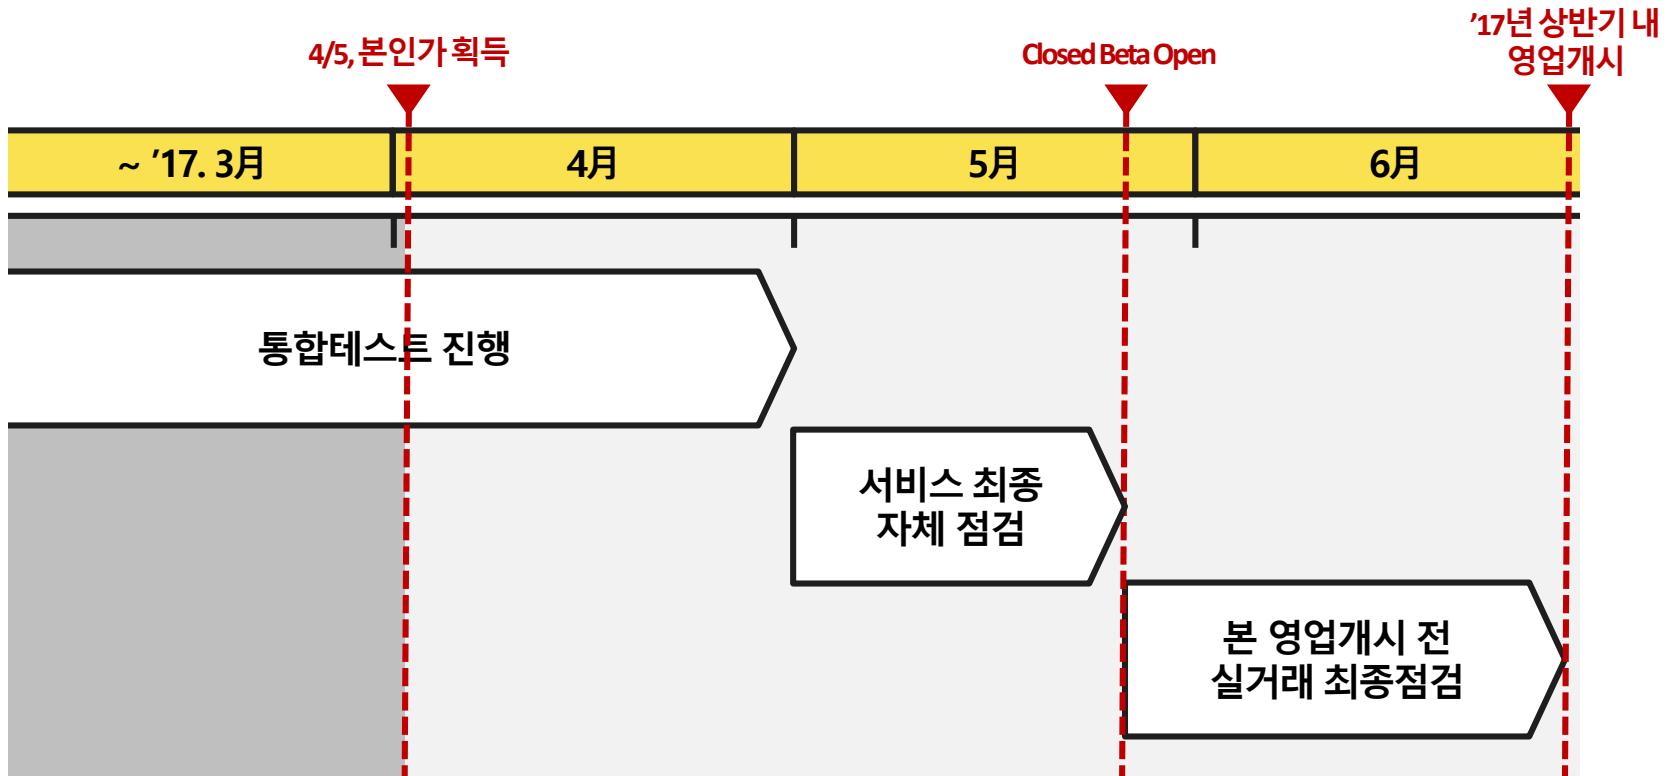 4/5, 본인가 획득
Closed Beta Open
’17년 상반기 내
영업개시
~ ’17. 3月
4月
5月
6月
통합테스트 진행
서비스 최종
자체 점검
본 영업개시 전
실거래 최종점검